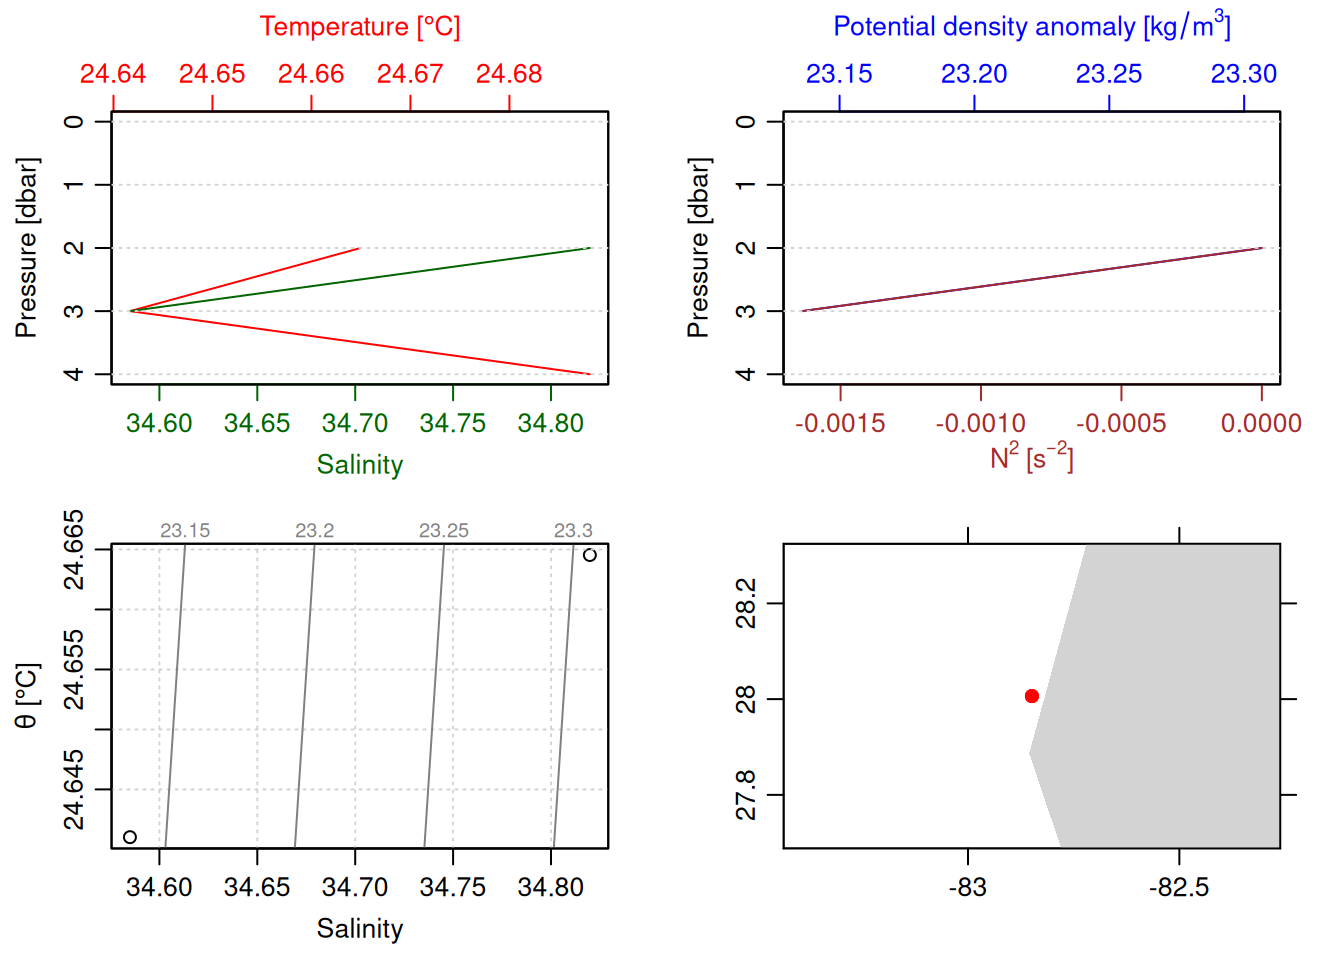 Temperature [°C]
24.64 24.65 24.66 24.67 24.68
Pressure [dbar]
0
1
2
3
4
34.60 34.65 34.70 34.75 34.80
Salinity
Potential density anomaly [kg/m³]
23.15 23.20 23.25 23.30
Pressure [dbar]
0
1
2
3
4
-0.0015 -0.0010 -0.0005 0.0000
N² [s⁻²]
23.15 23.2 23.25 23.3
θ [°C]
24.665
24.655
24.645
34.60 34.65 34.70 34.75 34.80
Salinity
28.2
28
27.8
-83 -82.5